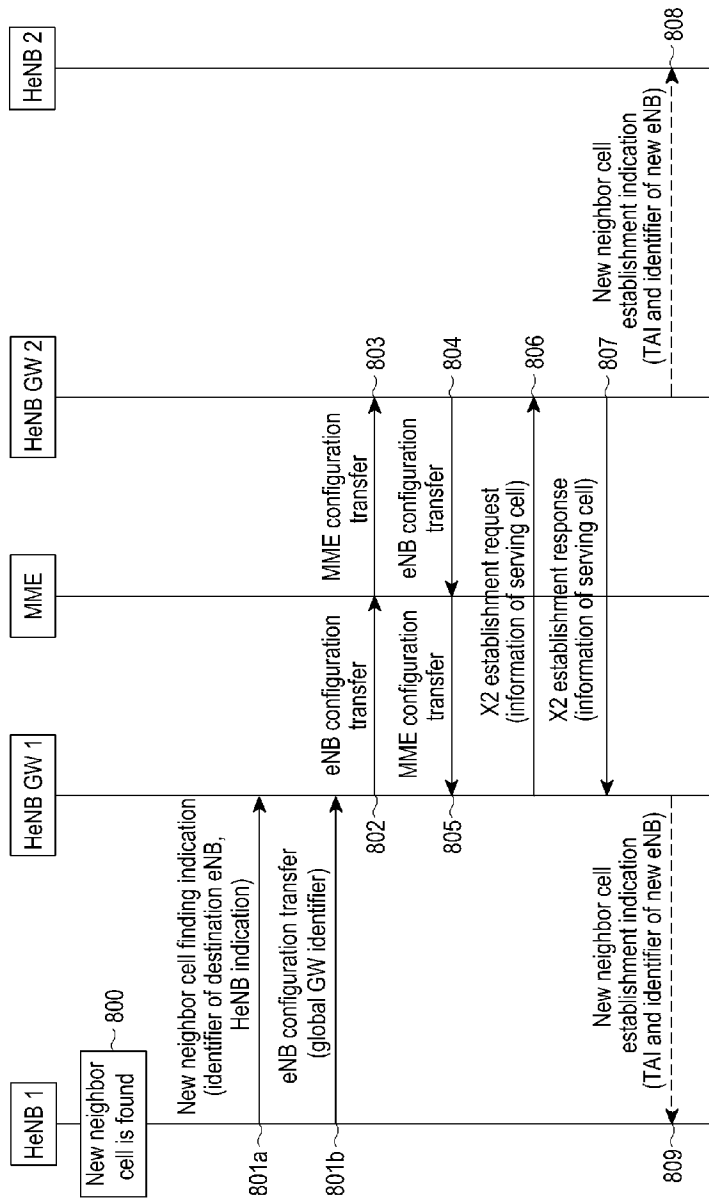 HeNB 1
HeNB GW 1
MME
HeNB GW 2
HeNB 2
New neighbor
cell is found
800
New neighbor cell finding indication
(identifier of destination eNB,
HeNB indication)
801a
eNB configuration transfer
(global GW identifier)
801b
eNB configuration
transfer
802
MME configuration
transfer
803
eNB configuration
transfer
804
MME configuration
transfer
805
X2 establishment request
(information of serving cell)
806
X2 establishment response
(information of serving cell)
807
New neighbor cell
establishment indication
(TAI and identifier of new eNB)
808
New neighbor cell
establishment indication
(TAI and identifier of new eNB)
809